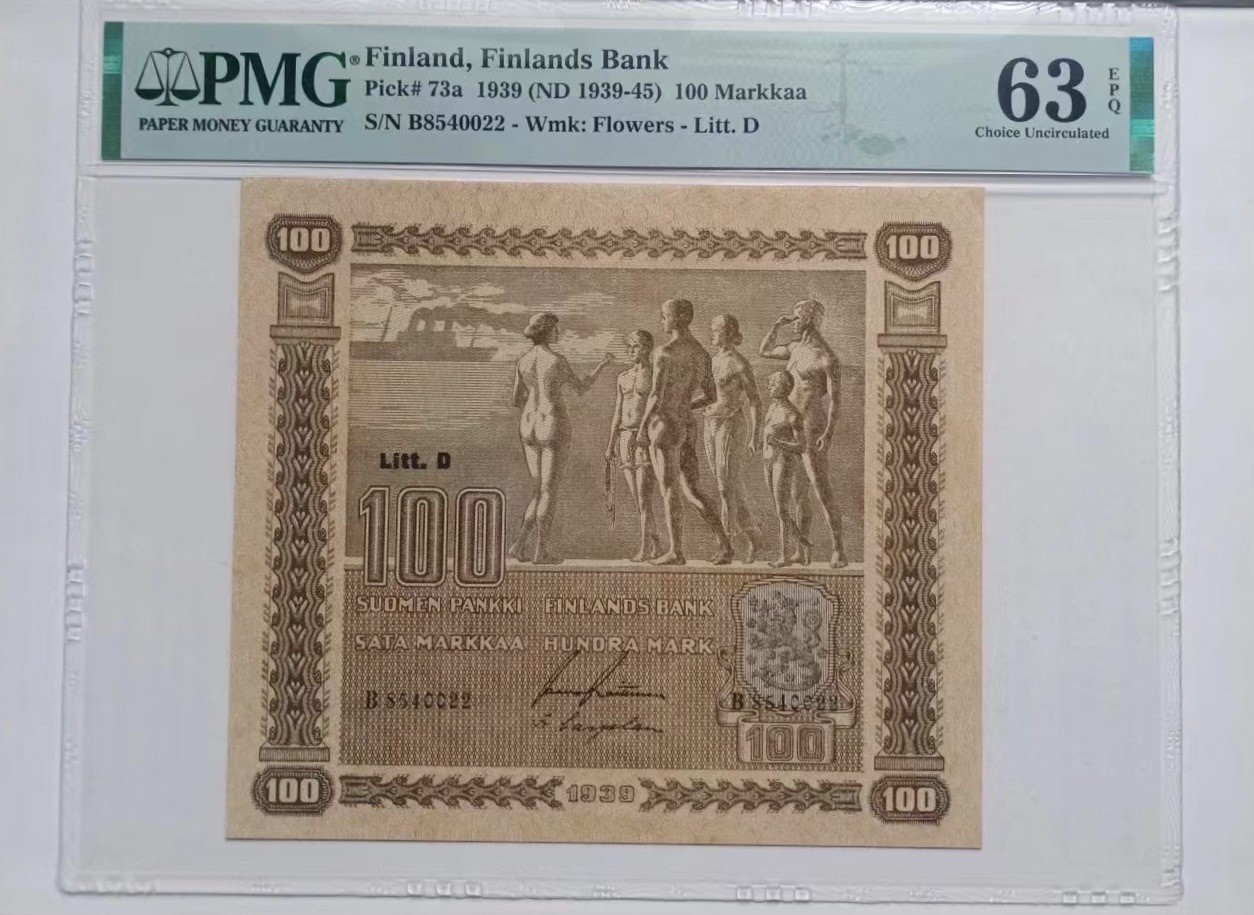 PMG®
PAPER MONEY GUARANTY
Finland, Finlands Bank
Pick# 73a 1939 (ND 1939-45) 100 Markkaa
S/N B8540022 - Wmk: Flowers - Litt. D
63
EPQ
Choice Uncirculated
100 100
Litt. D
100
SUOMEN PANKKI FINLANDS BANK
SATA MARKKAA HUNDRA MARK
B 8540022 B 8540022
100
100 1939 100